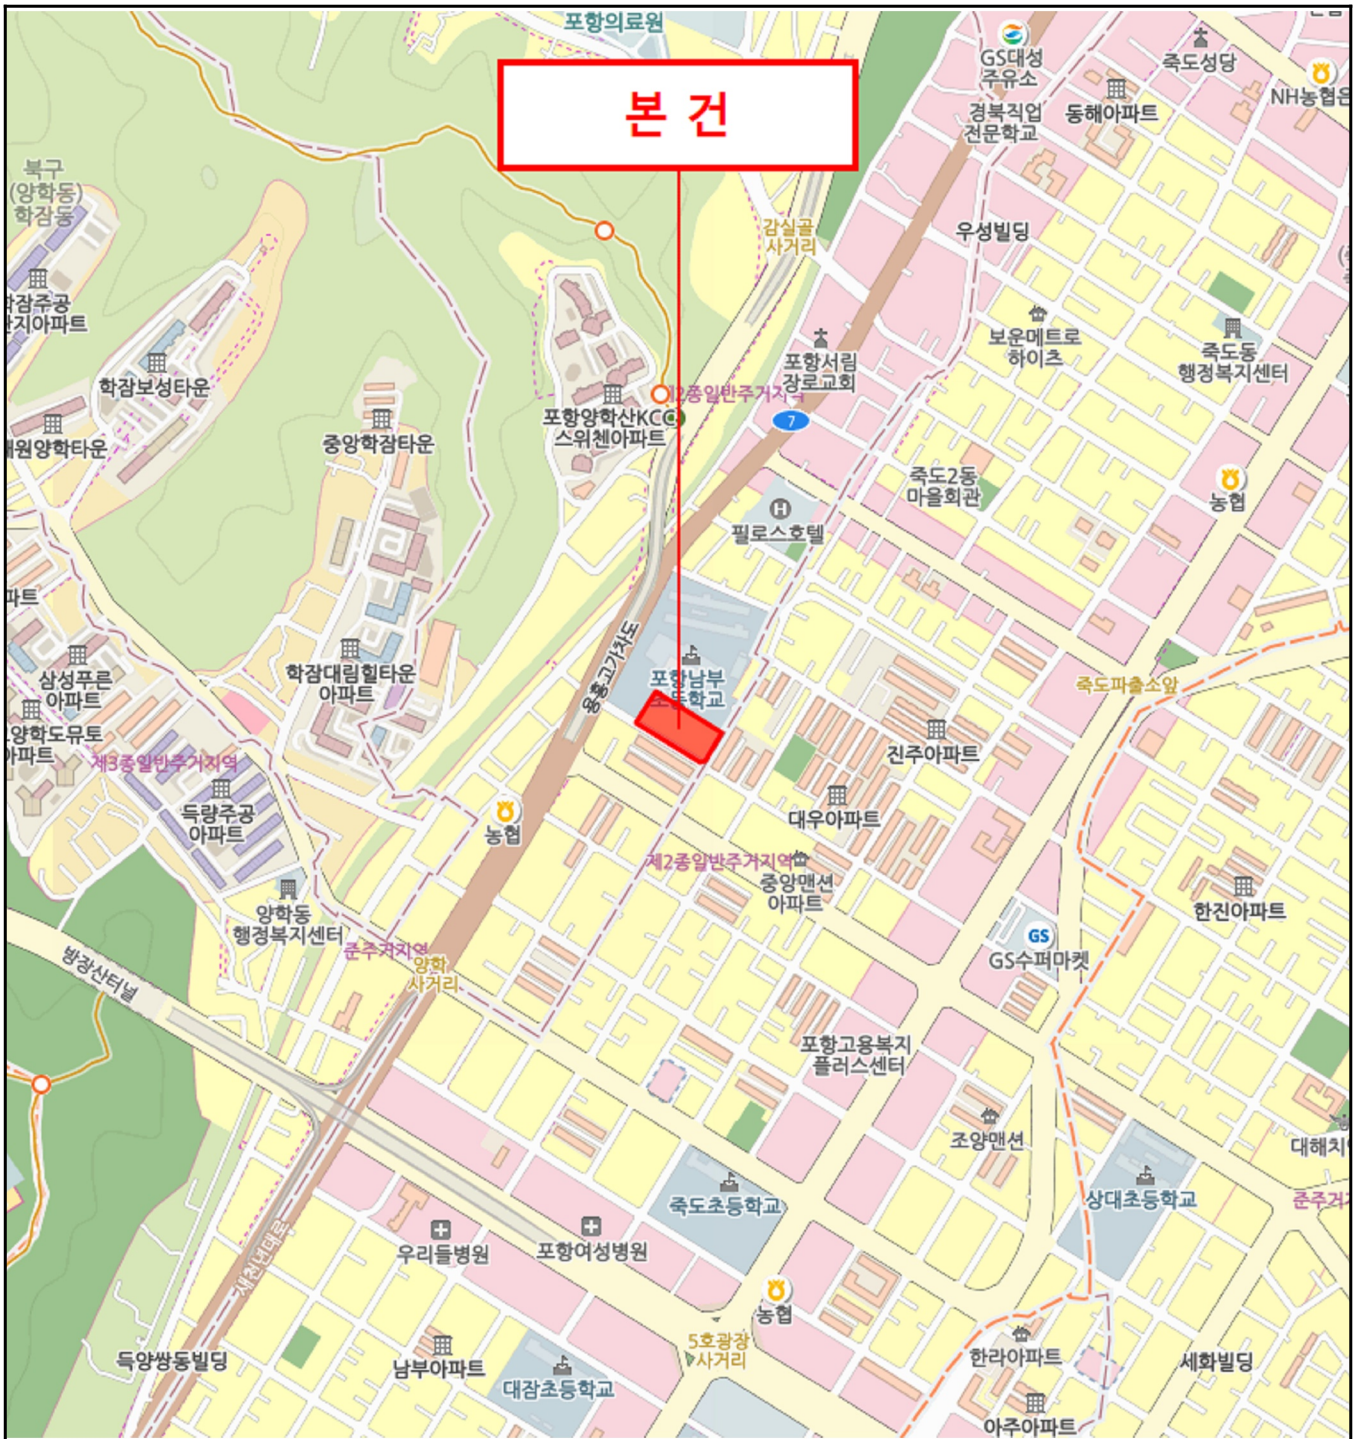 포항의료원
본 건
GS대성
주유소
죽도성당
NH농협은
경북직업
전문학교
동해아파트
북구
(양학동)
학잠동
감실골
사거리
우성빌딩
학잠보성타운
보운메트로
하이츠
죽도동
행정복지센터
포항서림
장로교회
제2종일반주거지역
7
포항양학산KCC
스위첸아파트
중앙학잠타운
양학타운
죽도2동
마을회관
농협
H
필로스호텔
파트
용흥고가차도
포항남부
초등학교
학잠대림힐타운
아파트
삼성푸른
아파트
양학도뮤토
아파트
제3종일반주거지역
죽도파출소앞
진주아파트
득량주공
아파트
농협
대우아파트
제2종일반주거지역
중앙맨션
아파트
한진아파트
양학동
행정복지센터
준주거지역
양학
사거리
GS
GS수퍼마켓
방장산터널
포항고용복지
플러스센터
조양맨션
대해치
죽도초등학교
상대초등학교
준주거지
우리들병원
포항여성병원
새천년대로
농협
5호광장
사거리
득양쌍동빌딩
남부아파트
대잠초등학교
한라아파트
세화빌딩
아주아파트